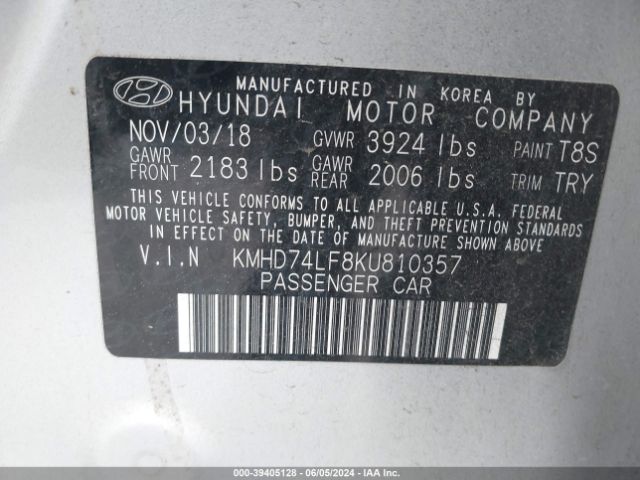 MANUFACTURED IN KOREA BY
HYUNDAI MOTOR COMPANY
NOV/03/18 GVWR 3924 lbs PAINT T8S
GAWR FRONT 2183 lbs GAWR REAR 2006 lbs TRIM TRY
THIS VEHICLE CONFORMS TO ALL APPLICABLE U.S.A. FEDERAL
MOTOR VEHICLE SAFETY, BUMPER, AND THEFT PREVENTION STANDARDS
IN EFFECT ON THE DATE OF MANUFACTURE SHOWN ABOVE.
V.I.N KMHD74LF8KU810357
PASSENGER CAR
000-39405128 - 06/05/2024 - IAAI.COM